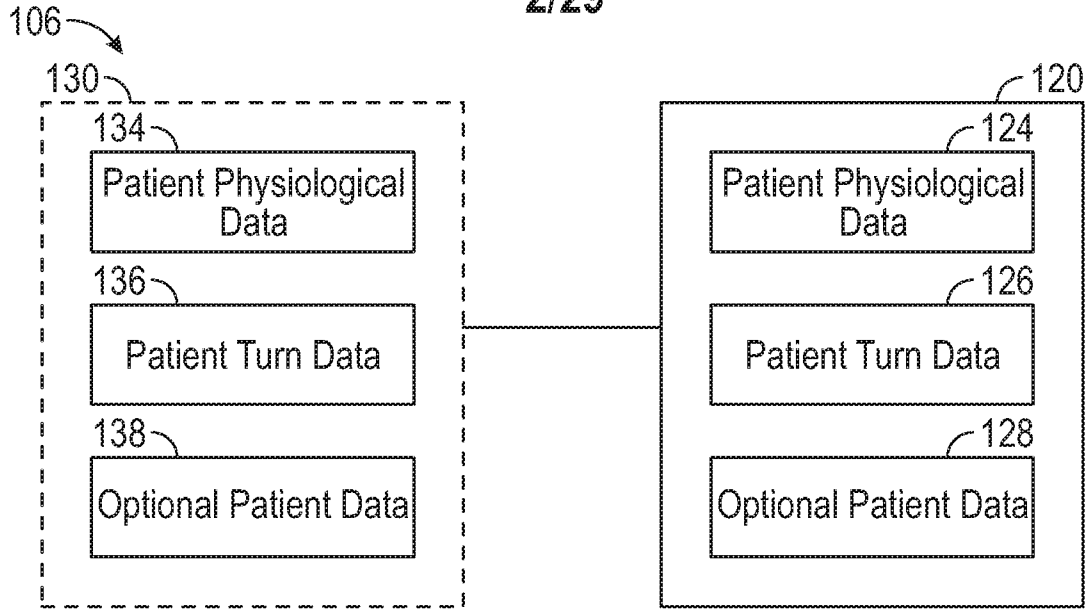 2/25
106
130
120
134
Patient Physiological
Data
124
Patient Physiological
Data
136
Patient Turn Data
126
Patient Turn Data
138
Optional Patient Data
128
Optional Patient Data